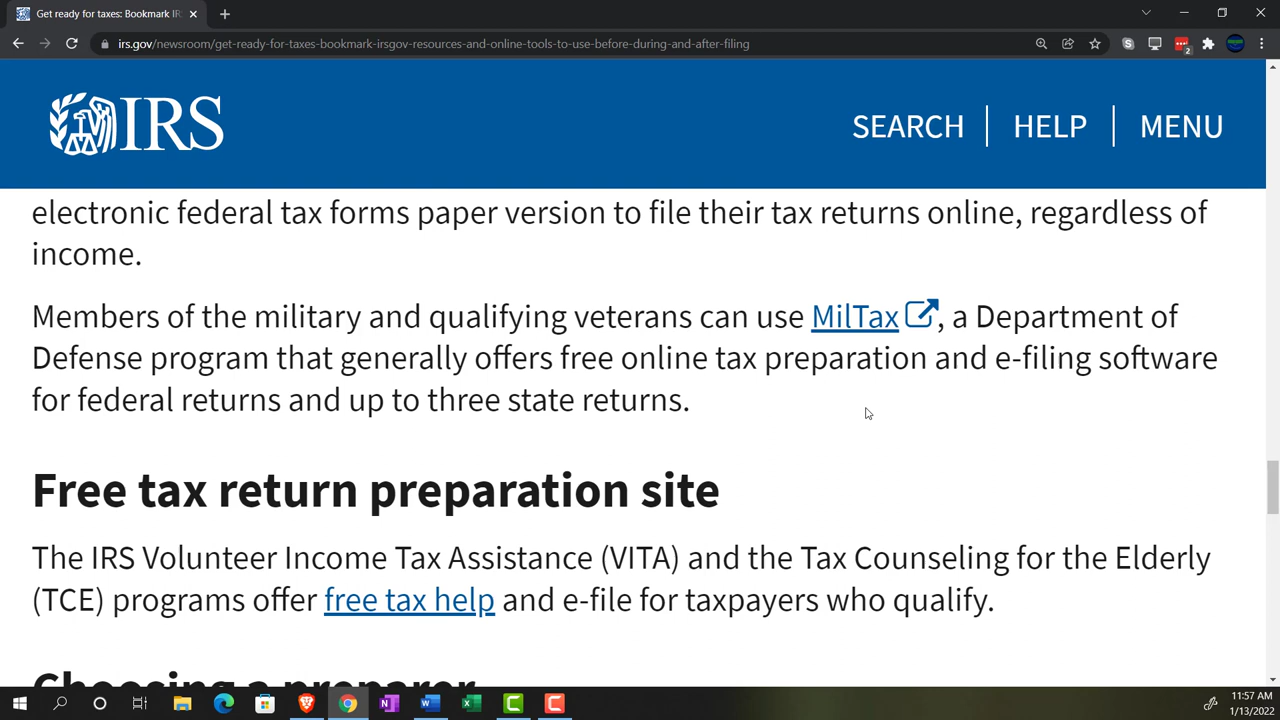 Get ready for taxes: Bookmark IR
irs.gov/newsroom/get-ready-for-taxes-bookmark-irsgov-resources-and-online-tools-to-use-before-during-and-after-filing
2
IRS
SEARCH
HELP
MENU
electronic federal tax forms paper version to file their tax returns online, regardless of
income.
Members of the military and qualifying veterans can use MilTax, a Department of
Defense program that generally offers free online tax preparation and e-filing software
for federal returns and up to three state returns.
Free tax return preparation site
The IRS Volunteer Income Tax Assistance (VITA) and the Tax Counseling for the Elderly
(TCE) programs offer free tax help and e-file for taxpayers who qualify.
Choosing a preparer
11:57 AM
1/13/2022